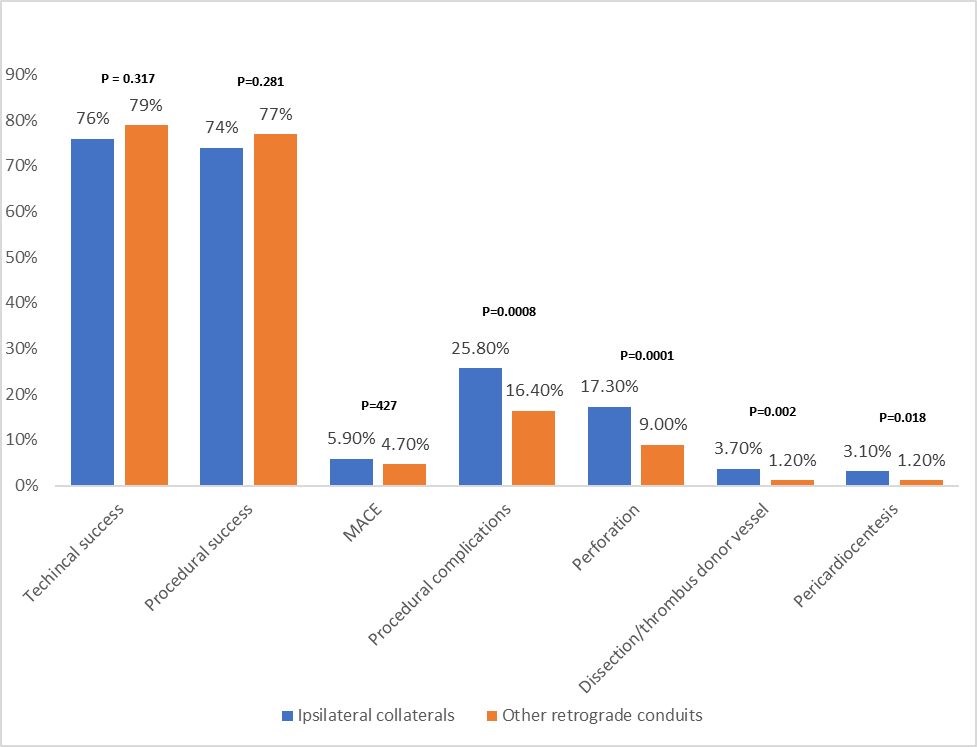 90%
80%
70%
60%
50%
40%
30%
20%
10%
0%
P = 0.317
76%
79%
P=0.281
74%
77%
P=427
5.90%
4.70%
P=0.0008
25.80%
16.40%
P=0.0001
17.30%
9.00%
P=0.002
3.70%
1.20%
P=0.018
3.10%
1.20%
Techincal success
Procedural success
MACE
Procedural complications
Perforation
Dissection/thrombus donor vessel
Pericardiocentesis
Ipsilateral collaterals
Other retrograde conduits